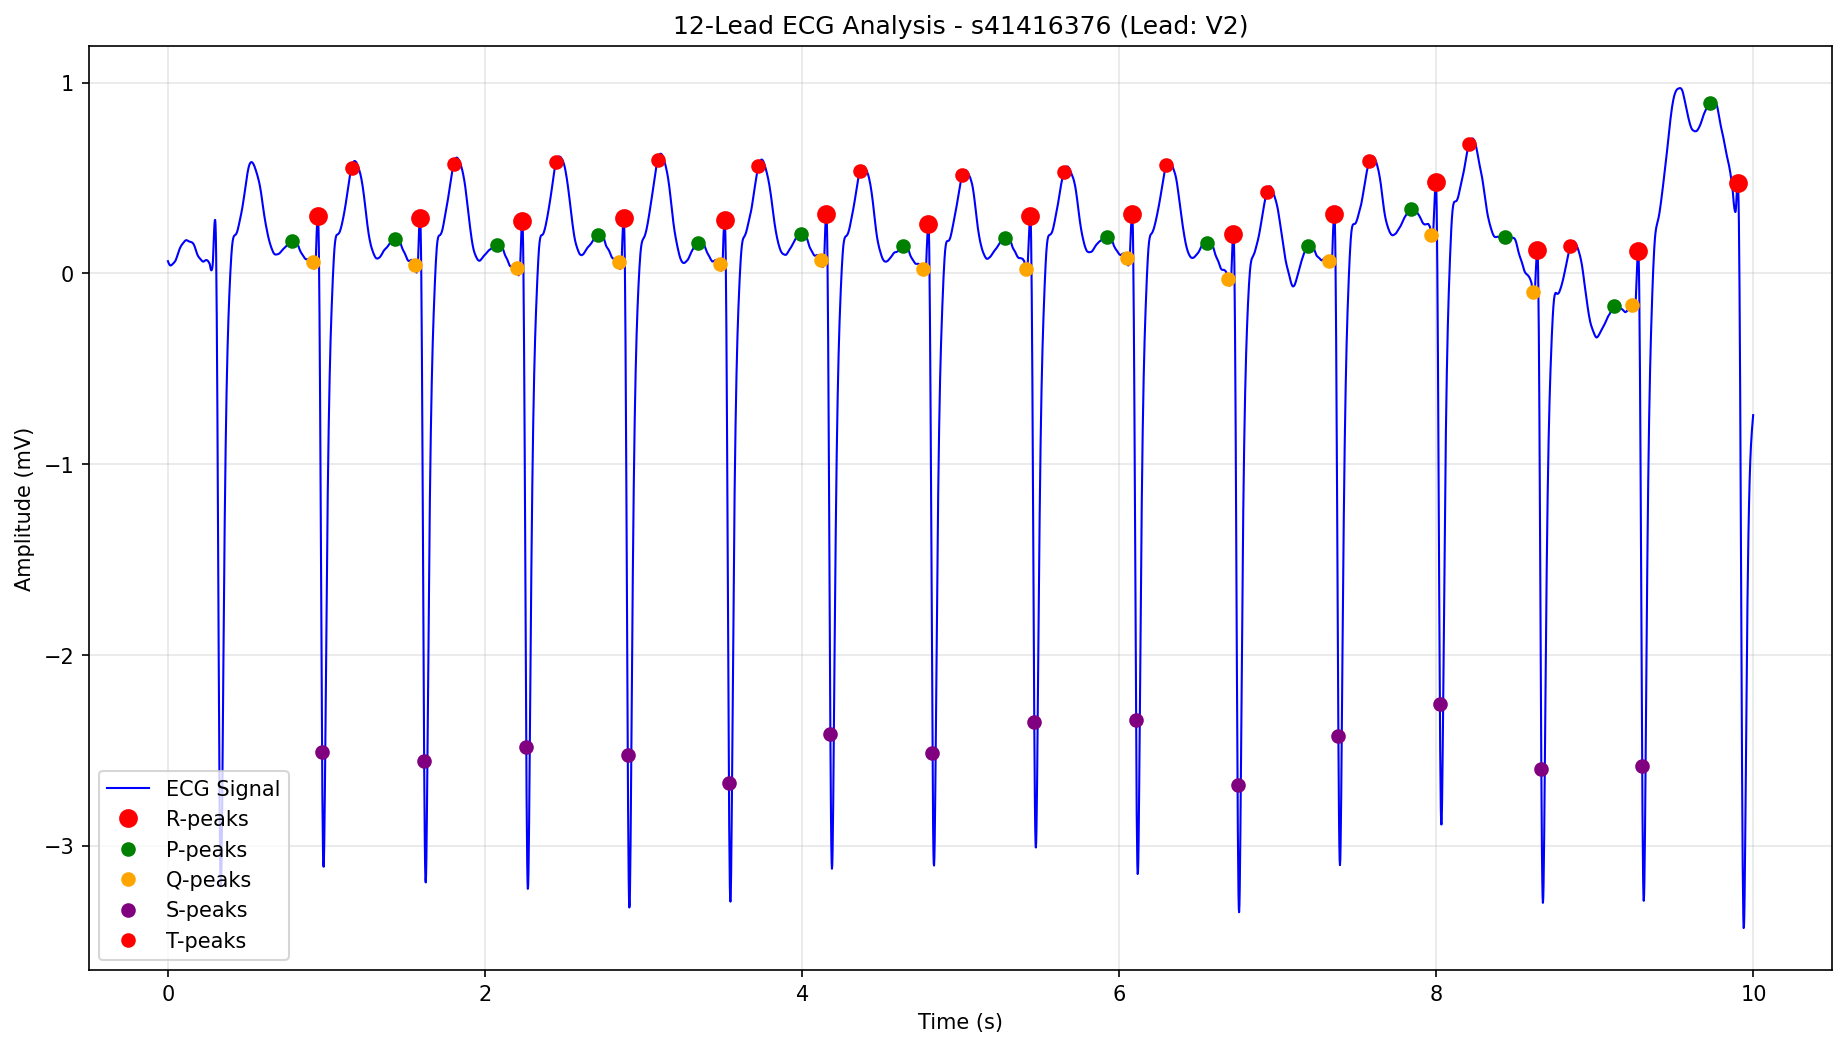 12-Lead ECG Analysis - s41416376 (Lead: V2)
Amplitude (mV)
1
0
−1
−2
−3
ECG Signal
R-peaks
P-peaks
Q-peaks
S-peaks
T-peaks
0 2 4 6 8 10
Time (s)